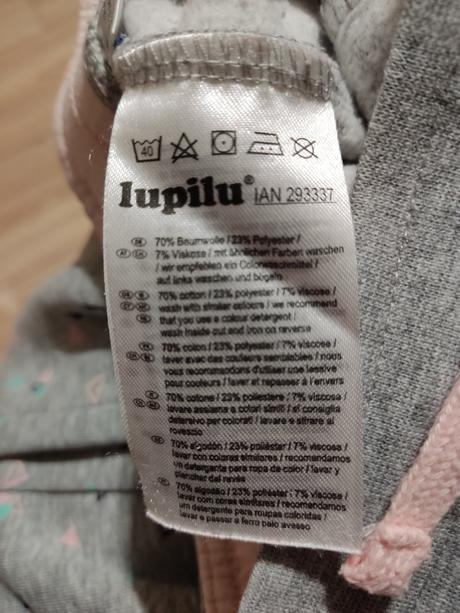 40
lupilu® IAN 293337
70% Baumwolle / 23% Polyester /
7% Viskose / mit ähnlichen Farben waschen
/ wir empfehlen ein Colorwaschmittel /
auf links waschen und bügeln
70% cotton / 23% polyester / 7% viscose /
wash with similar colours / we recommend
that you use a colour detergent /
wash inside out and iron on reverse
70% coton / 23% polyester / 7% viscose /
laver avec des couleurs semblables / nous
vous recommandons d'utiliser une lessive
pour couleurs / laver et repasser à l'envers
70% cotone / 23% poliestere / 7% viscosa /
lavare assieme a colori simili / si consiglia
detersivo per colorati / lavare e stirare al
rovescio
70% algodón / 23% poliéster / 7% viscosa /
lavar con colores similares / recomendamos
un detergente para ropa de color / lavar y
planchar del revés
70% algodão / 23% poliéster / 7% viscose /
lavar com cores similares / recomendamos
um detergente para roupas coloridas /
lavar e passar a ferro pelo avesso